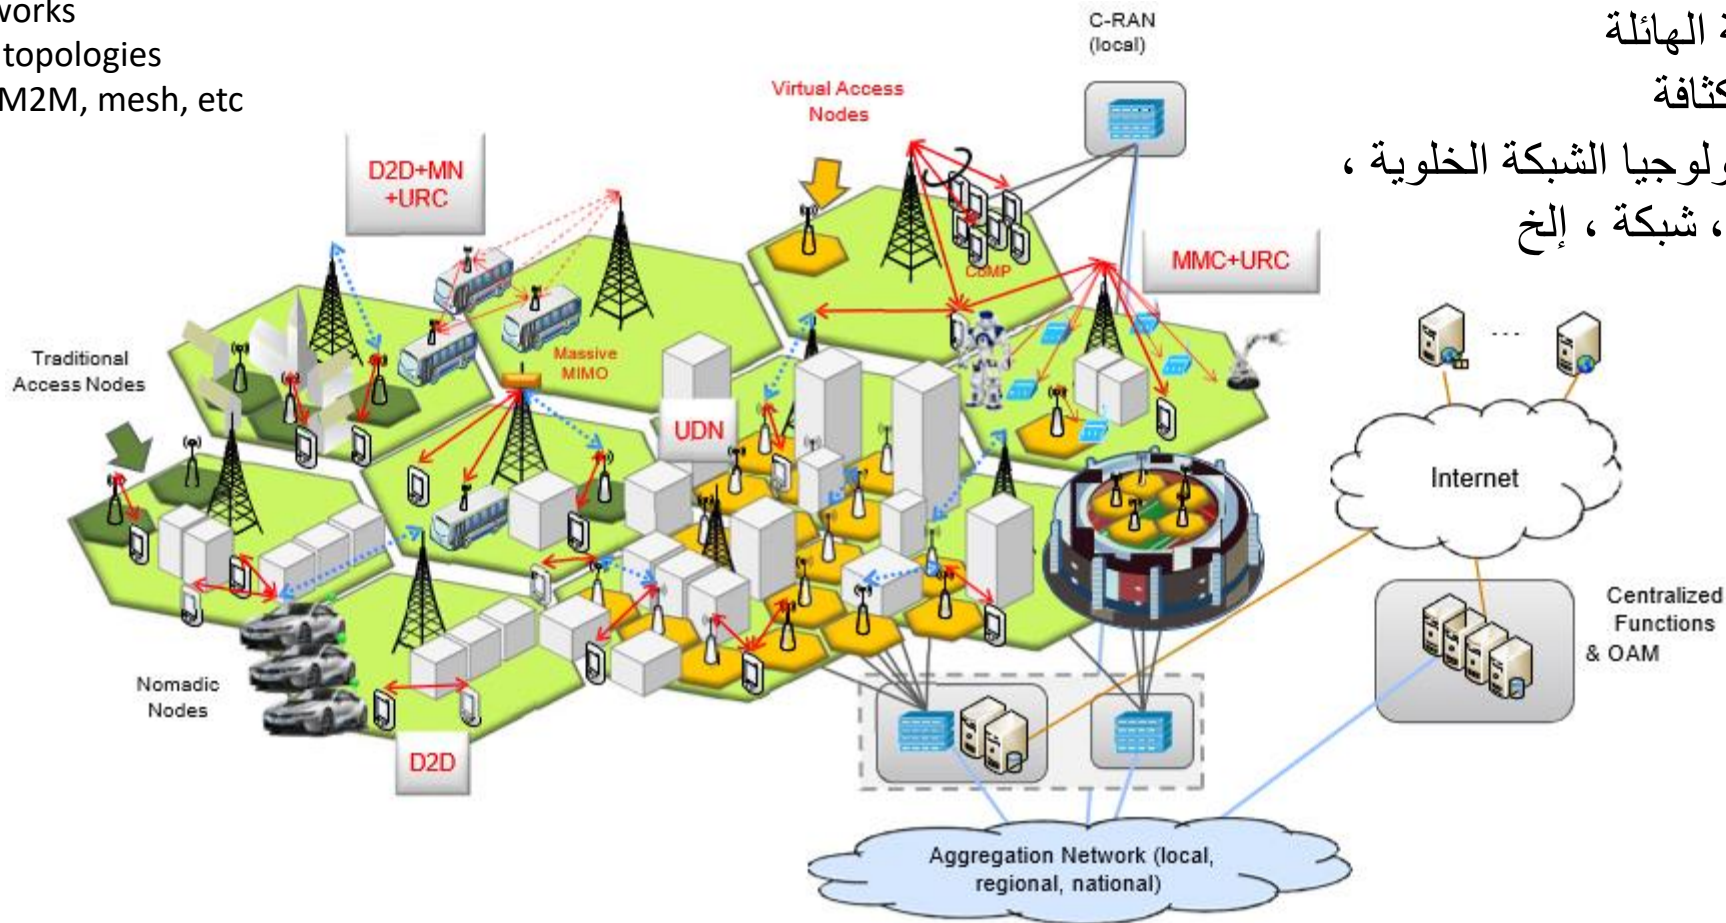 works
topologies
M2M, mesh, etc
الهائلة
كثافة
الشبكة الخلوية ،
، شبكة ، إلخ
C-RAN
(local)
Virtual Access
Nodes
D2D+MN
+URC
CoMP
MMC+URC
Traditional
Access Nodes
Massive
MIMO
UDN
Internet
Centralized
Functions
& OAM
Nomadic
Nodes
D2D
Aggregation Network (local,
regional, national)